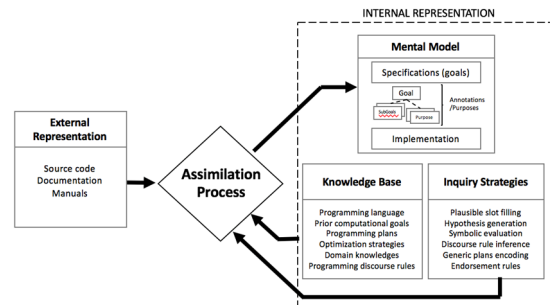 INTERNAL REPRESENTATION
Mental Model
Specifications (goals)
Goal
SubGoals
Purpose
Annotations
/Purposes
Implementation
External
Representation
Source code
Documentation
Manuals
Assimilation
Process
Knowledge Base
Programming language
Prior computational goals
Programming plans
Optimization strategies
Domain knowledges
Programming discourse rules
Inquiry Strategies
Plausible slot filling
Hypothesis generation
Symbolic evaluation
Discourse rule inference
Generic plans encoding
Endorsement rules